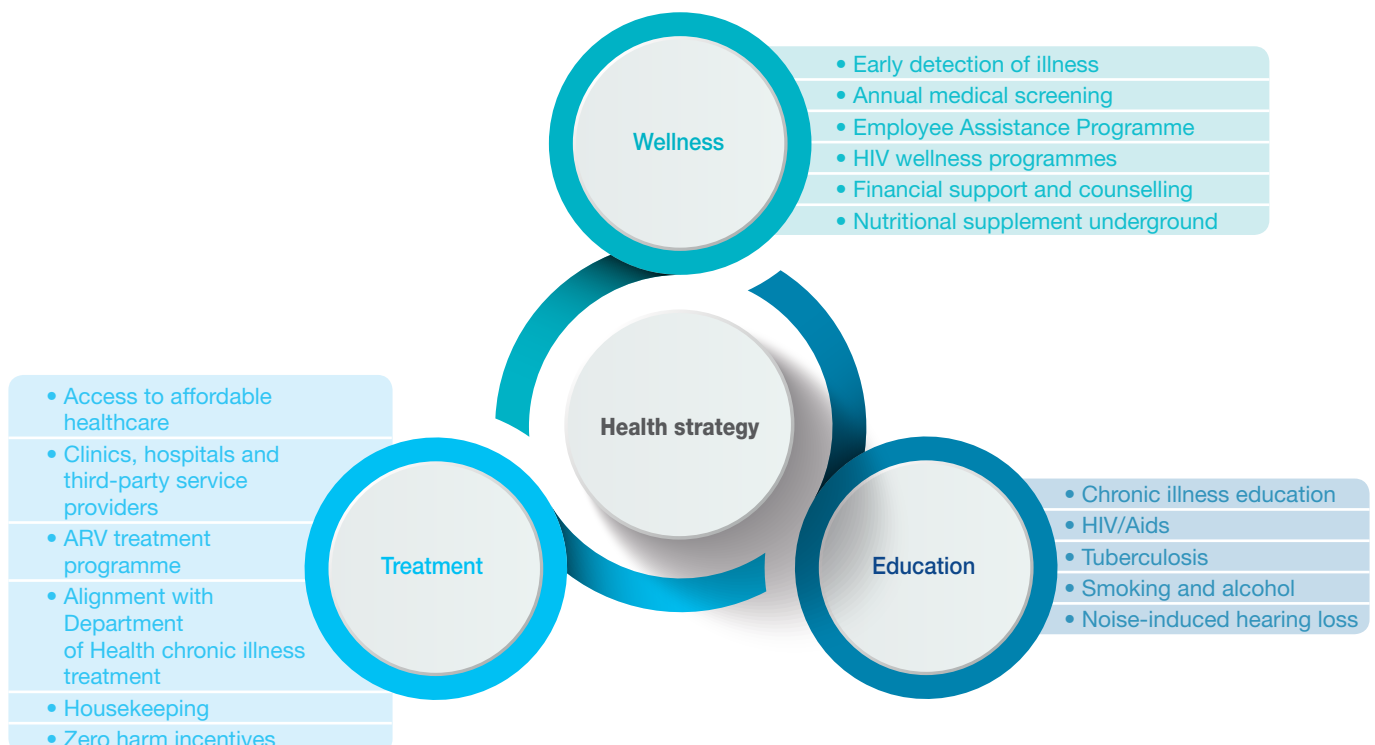 Wellness
• Early detection of illness
• Annual medical screening
• Employee Assistance Programme
• HIV wellness programmes
• Financial support and counselling
• Nutritional supplement underground
Health strategy
• Access to affordable
healthcare
• Clinics, hospitals and
third-party service
providers
• ARV treatment
programme
• Alignment with
Department
of Health chronic illness
treatment
• Housekeeping
• Zero harm incentives
Treatment
Education
• Chronic illness education
• HIV/Aids
• Tuberculosis
• Smoking and alcohol
• Noise-induced hearing loss